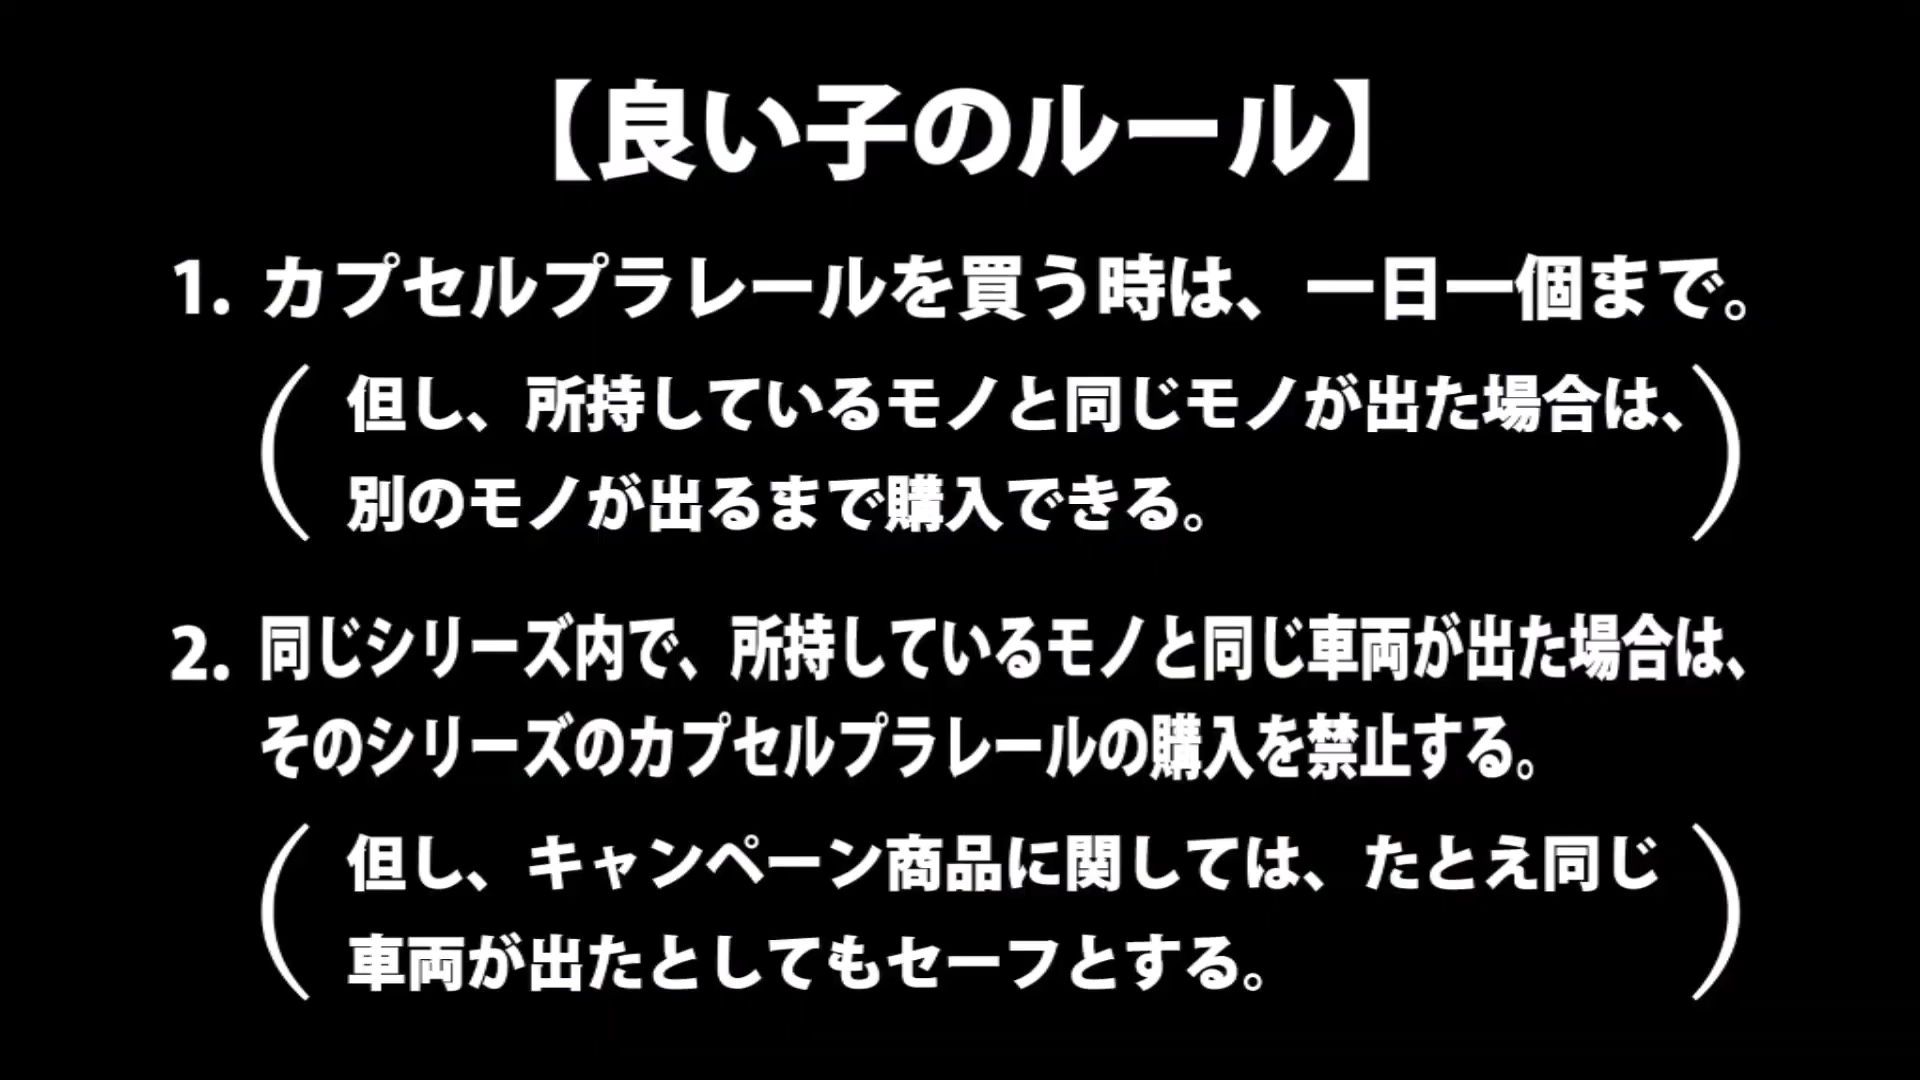 【良い子のルール】
1. カプセルプラレールを買う時は、一日一個まで。
(但し、所持しているモノと同じモノが出た場合は、
別のモノが出るまで購入できる。)
2. 同じシリーズ内で、所持しているモノと同じ車両が出た場合は、
そのシリーズのカプセルプラレールの購入を禁止する。
(但し、キャンペーン商品に関しては、たとえ同じ
車両が出たとしてもセーフとする。)